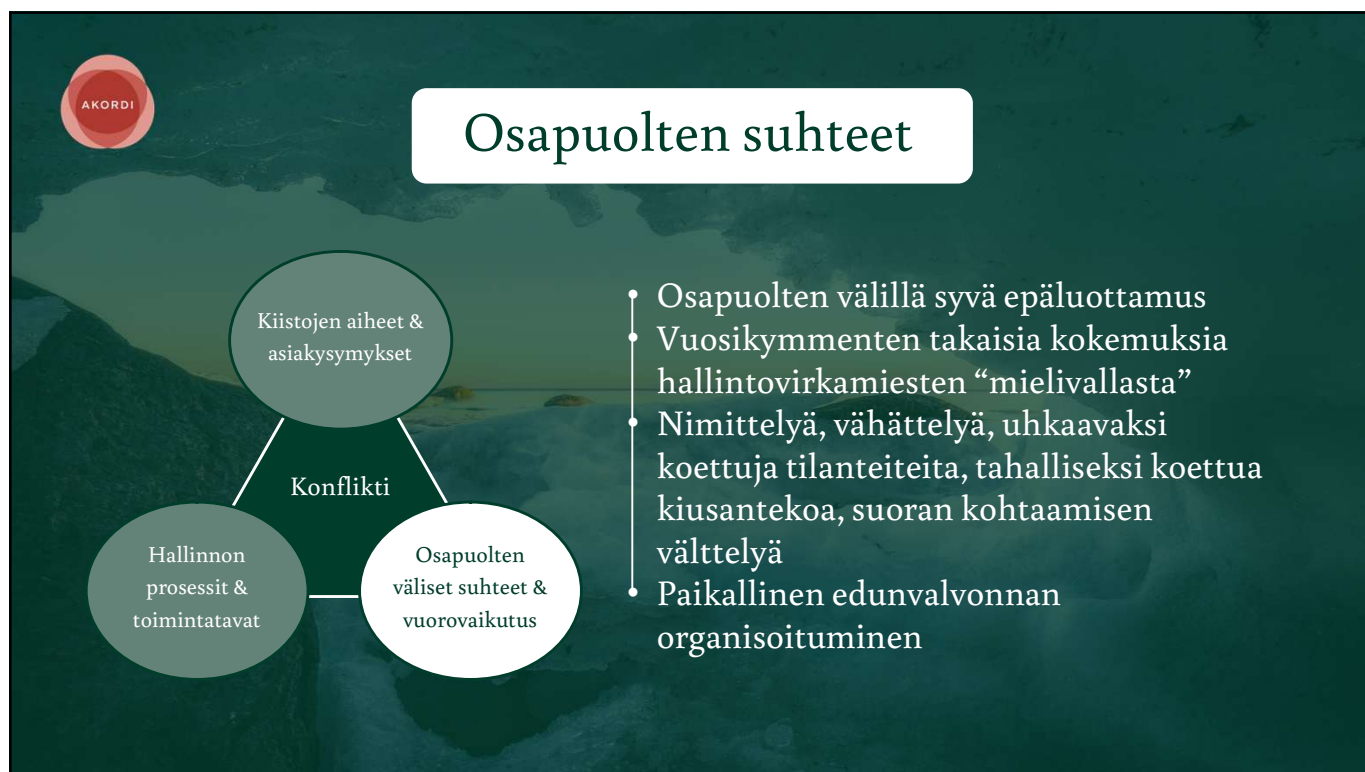 AKORDI
Osapuolten suhteet
Kiistojen aiheet &
asiakysymykset
Konflikti
Hallinnon
prosessit &
toimintatavat
Osapuolten
väliset suhteet &
vuorovaikutus
Osapuolten välillä syvä epäluottamus
Vuosikymmenten takaisia kokemuksia
hallintovirkamiesten “mielivallasta”
Nimittelyä, vähättelyä, uhkaavaksi
koettuja tilanteiteita, tahalliseksi koettua
kiusantekoa, suoran kohtaamisen
välttelyä
Paikallinen edunvalvonnan
organisoituminen